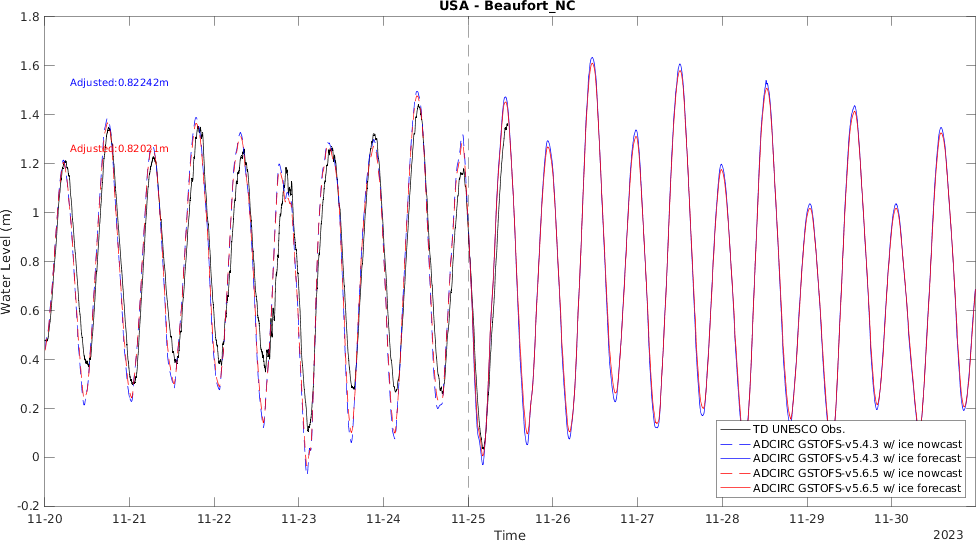 USA - Beaufort_NC
1.8
1.6
1.4
1.2
1
0.8
0.6
0.4
0.2
0
-0.2
Water Level (m)
Adjusted:0.82242m
Adjusted:0.82021m
TD UNESCO Obs.
ADCIRC GSTOFS-v5.4.3 w/ ice nowcast
ADCIRC GSTOFS-v5.4.3 w/ ice forecast
ADCIRC GSTOFS-v5.6.5 w/ ice nowcast
ADCIRC GSTOFS-v5.6.5 w/ ice forecast
11-20 11-21 11-22 11-23 11-24 11-25 11-26 11-27 11-28 11-29 11-30
Time
2023